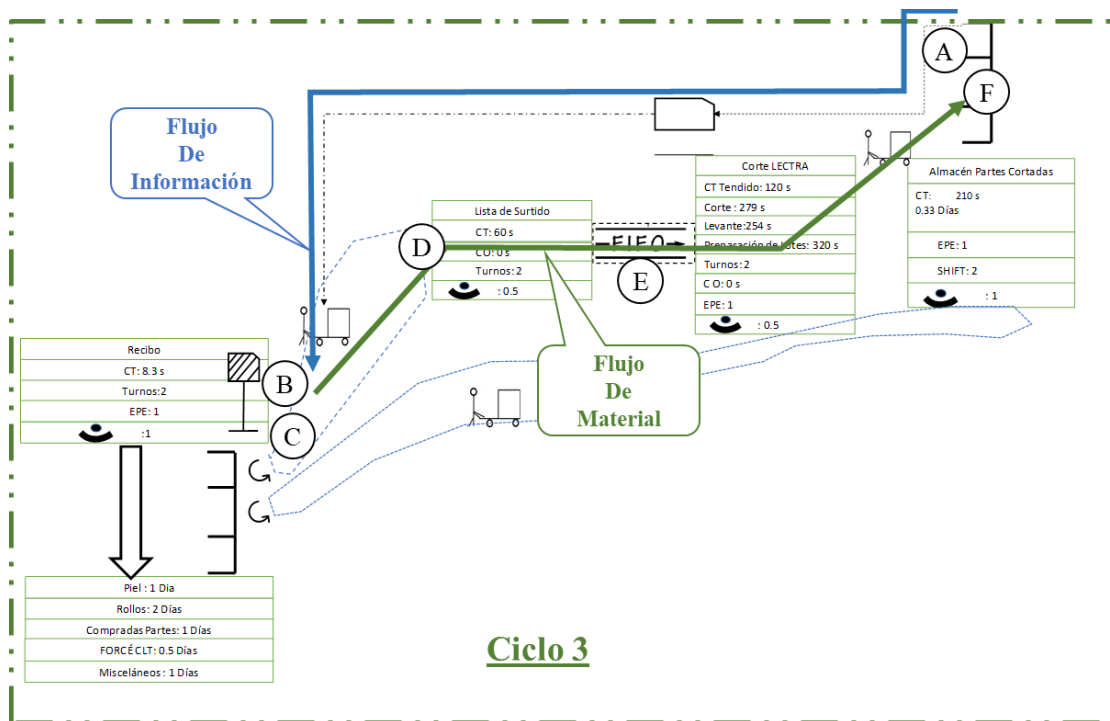 A
F
Flujo
De
Información
Corte LECTRA
CT Tendido: 120 s
Corte : 279 s
Levante:254 s
Preparación de Lotes: 320 s
Turnos: 2
C O: 0 s
EPE: 1
: 0.5
Almacén Partes Cortadas
CT: 210 s
0.33 Días
EPE: 1
SHIFT: 2
: 1
Lista de Surtido
CT: 60 s
CO: 0 s
Turnos: 2
: 0.5
D
FIFO
E
Recibo
CT: 8.3 s
Turnos:2
EPE: 1
:1
B
C
Flujo
De
Material
Piel : 1 Dia
Rollos: 2 Días
Compradas Partes: 1 Días
FORCÉ CLT: 0.5 Días
Misceláneos : 1 Días
Ciclo 3